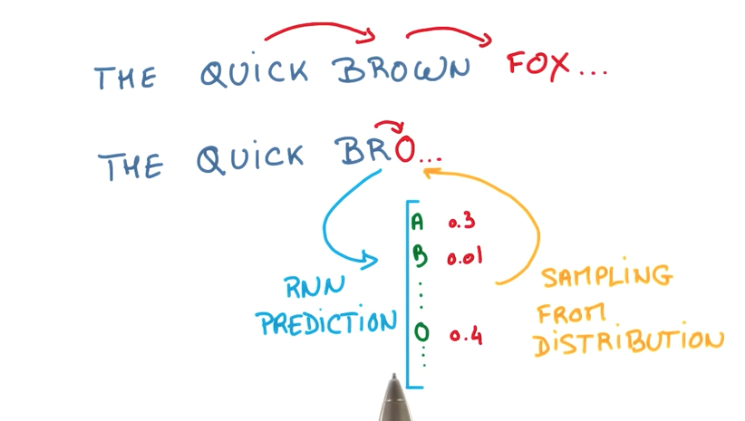 THE QUICK BROWN FOX...
THE QUICK BRO...
A 0.3
B 0.01
⋮
O 0.4
⋮
RNN
PREDICTION
SAMPLING
FROM
DISTRIBUTION